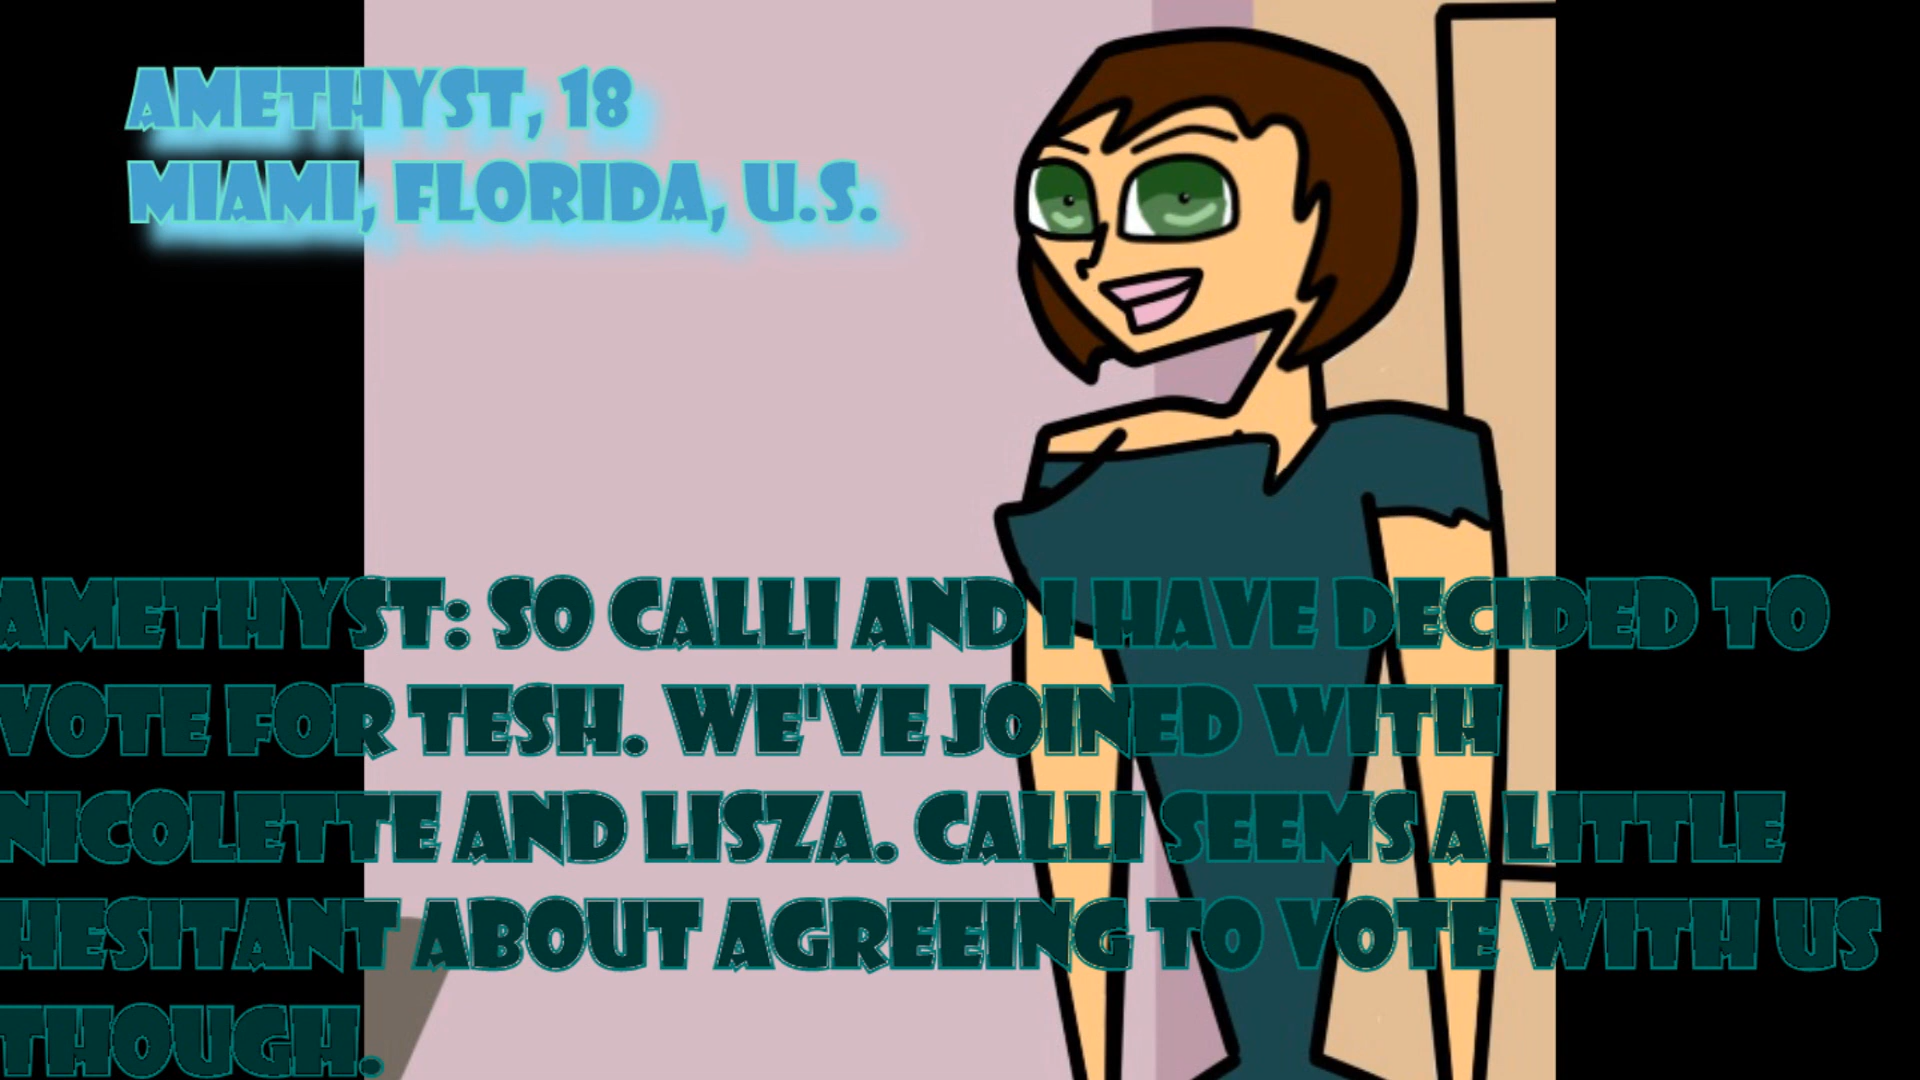 AMETHYST, 18
MIAMI, FLORIDA, U.S.
AMETHYST: SO CALLI AND I HAVE DECIDED TO
VOTE FOR TESH. WE'VE JOINED WITH
NICOLETTE AND LISZA. CALLI SEEMS A LITTLE
HESITANT ABOUT AGREEING TO VOTE WITH US
THOUGH.